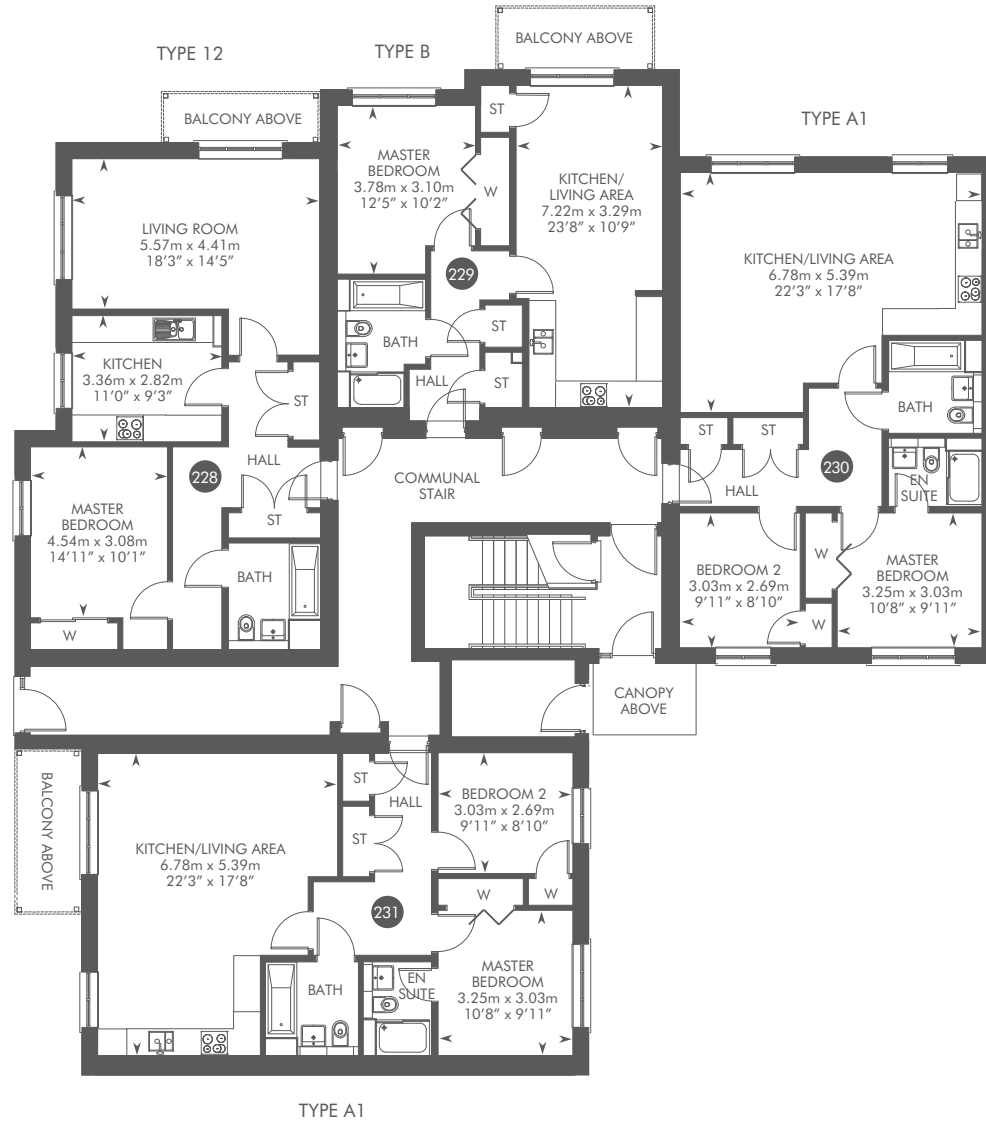 TYPE 12
TYPE B
BALCONY ABOVE
TYPE A1
BALCONY ABOVE
LIVING ROOM
5.57m x 4.41m
18’3” x 14’5”
KITCHEN
3.36m x 2.82m
11’0” x 9’3”
ST
HALL
228
ST
MASTER
BEDROOM
4.54m x 3.08m
14’11” x 10’1”
W
BATH
MASTER
BEDROOM
3.78m x 3.10m
12’5” x 10’2”
W
ST
KITCHEN/
LIVING AREA
7.22m x 3.29m
23’8” x 10’9”
229
BATH
ST
HALL
ST
COMMUNAL
STAIR
KITCHEN/LIVING AREA
6.78m x 5.39m
22’3” x 17’8”
BATH
ST
ST
230
HALL
EN
SUITE
BEDROOM 2
3.03m x 2.69m
9’11” x 8’10”
W
W
MASTER
BEDROOM
3.25m x 3.03m
10’8” x 9’11”
CANOPY
ABOVE
BALCONY ABOVE
KITCHEN/LIVING AREA
6.78m x 5.39m
22’3” x 17’8”
ST
HALL
ST
231
BEDROOM 2
3.03m x 2.69m
9’11” x 8’10”
W
W
BATH
EN
SUITE
MASTER
BEDROOM
3.25m x 3.03m
10’8” x 9’11”
TYPE A1